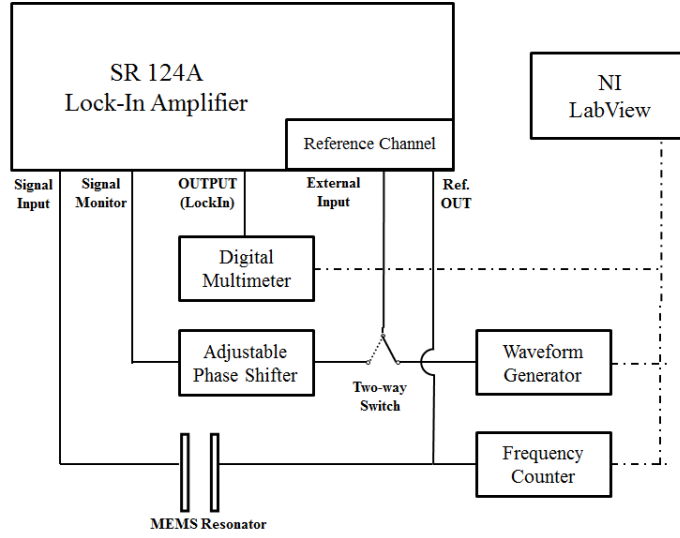 SR 124A
Lock-In Amplifier
NI
LabView
Reference Channel
Signal
Input
Signal
Monitor
OUTPUT
(LockIn)
External
Input
Ref.
OUT
Digital
Multimeter
Adjustable
Phase Shifter
Two-way
Switch
Waveform
Generator
Frequency
Counter
MEMS Resonator